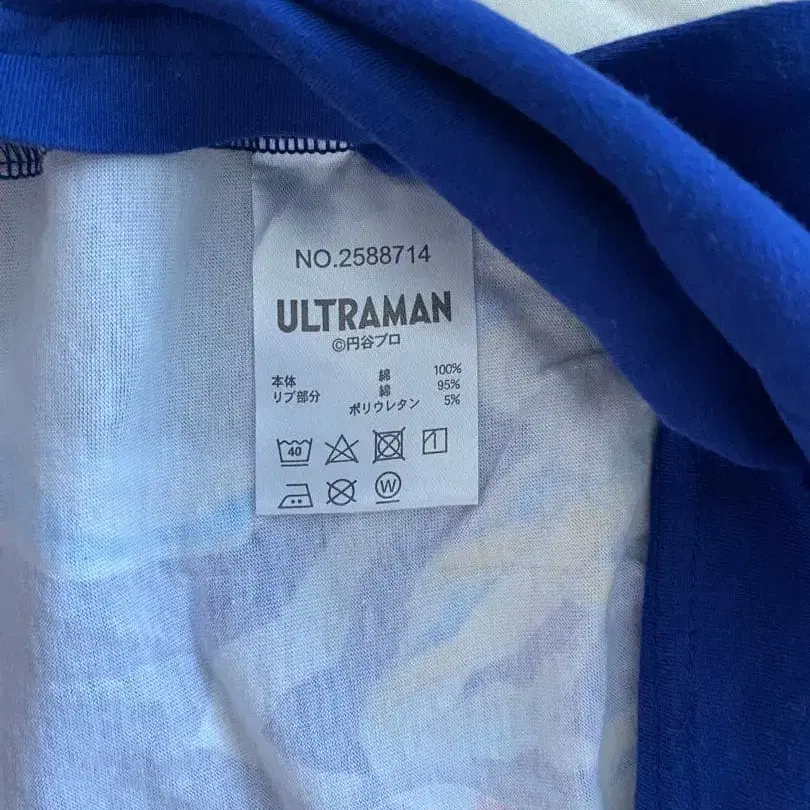 NO.2588714
ULTRAMAN
©円谷プロ
本体 綿 100%
リブ部分 綿 95%
ポリウレタン 5%
40
W